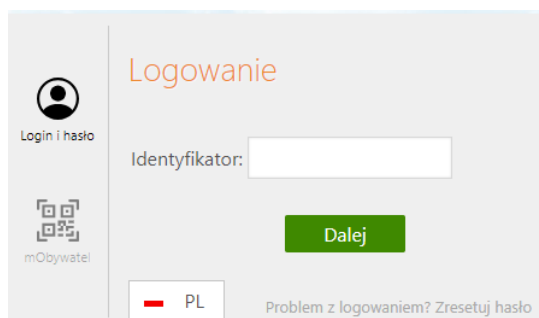 Logowanie
Login i hasło
Identyfikator:
Dalej
mObywatel
PL
Problem z logowaniem? Zresetuj hasło